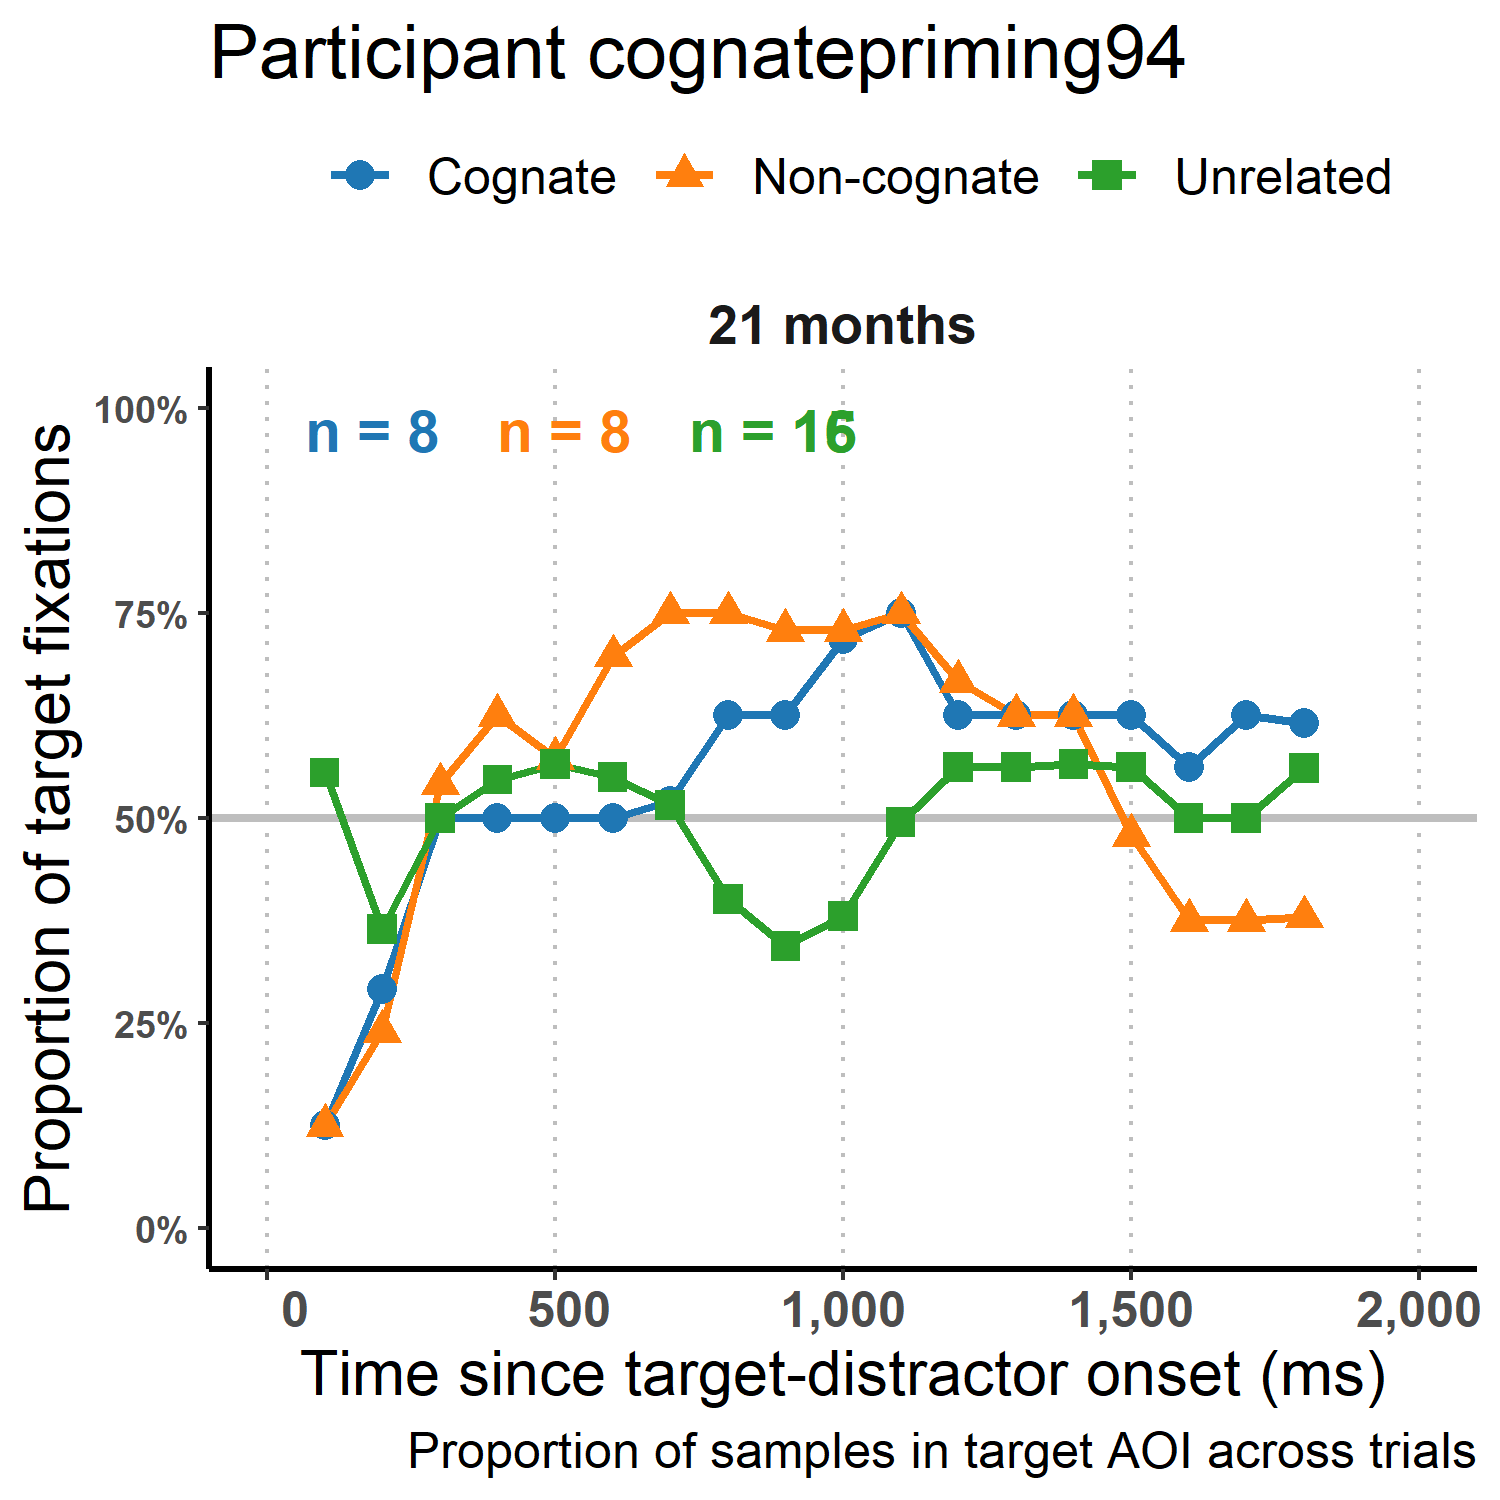 Participant cognatepriming94
Cognate Non-cognate Unrelated
21 months
n = 8 n = 8 n =
100%
75%
50%
25%
0%
Proportion of target fixations
0 500 1,000 1,500 2,000
Time since target-distractor onset (ms)
Proportion of samples in target AOI across trials